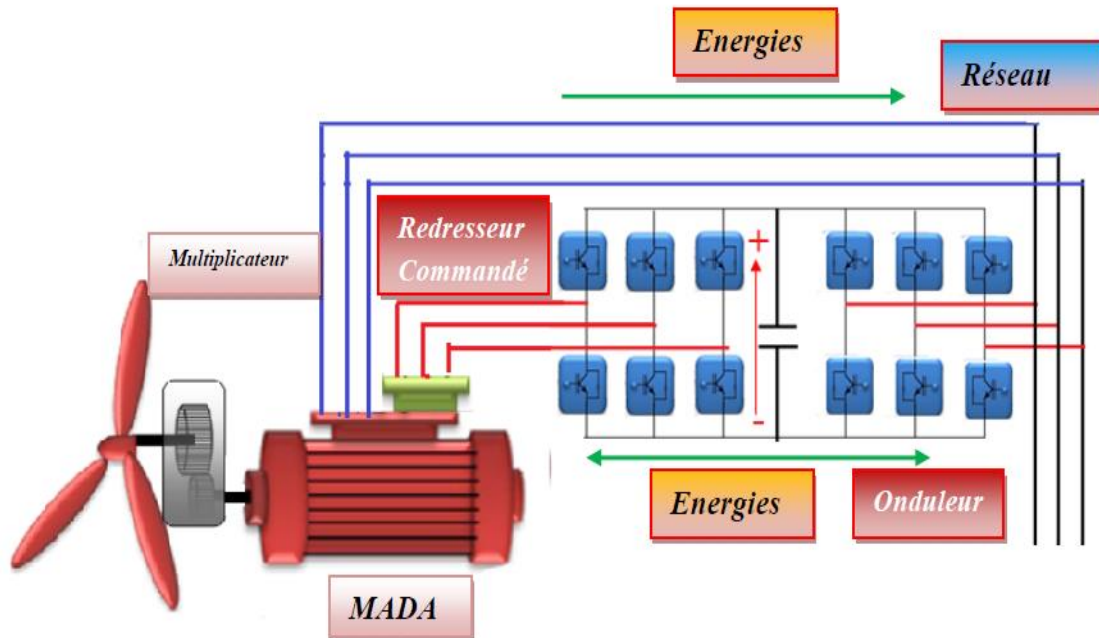 Energies
Réseau
Multiplicateur
Redresseur
Commandé
+
-
Energies
Onduleur
MADA